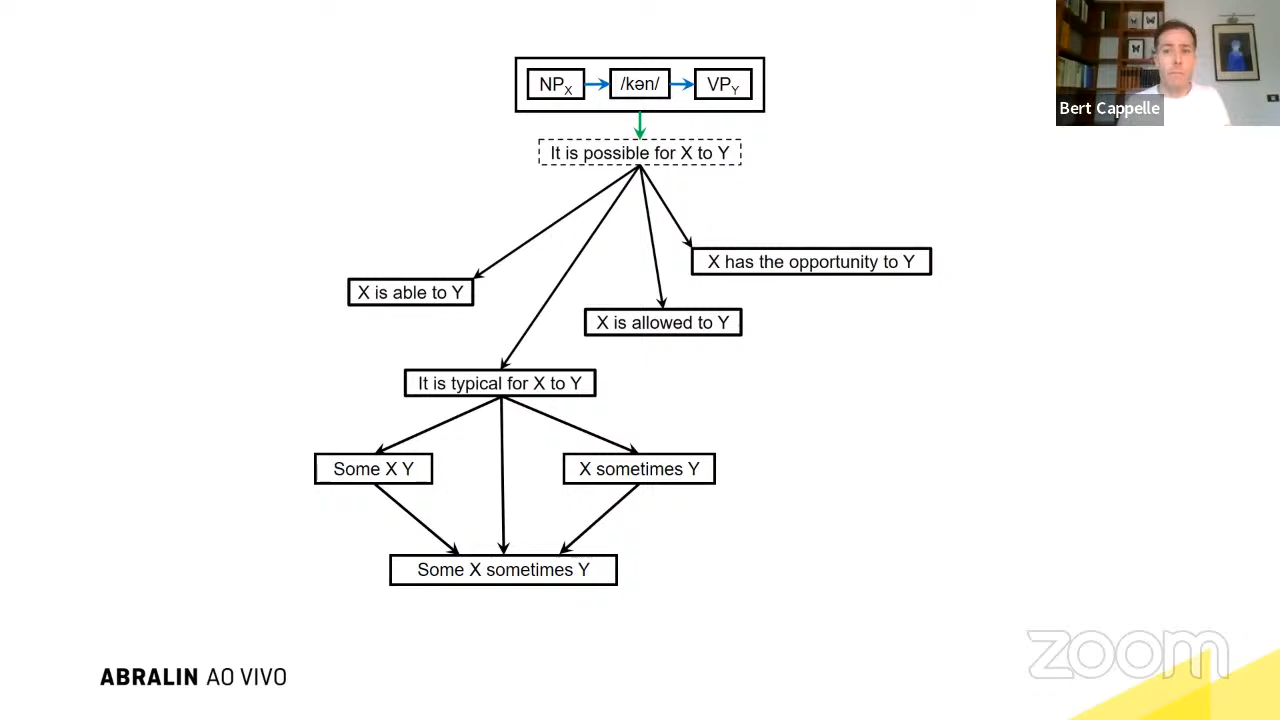 NPX
/kən/
VPY
Bert Cappelle
It is possible for X to Y
X has the opportunity to Y
X is able to Y
X is allowed to Y
It is typical for X to Y
Some X Y
X sometimes Y
Some X sometimes Y
zoom
ABRALIN AO VIVO